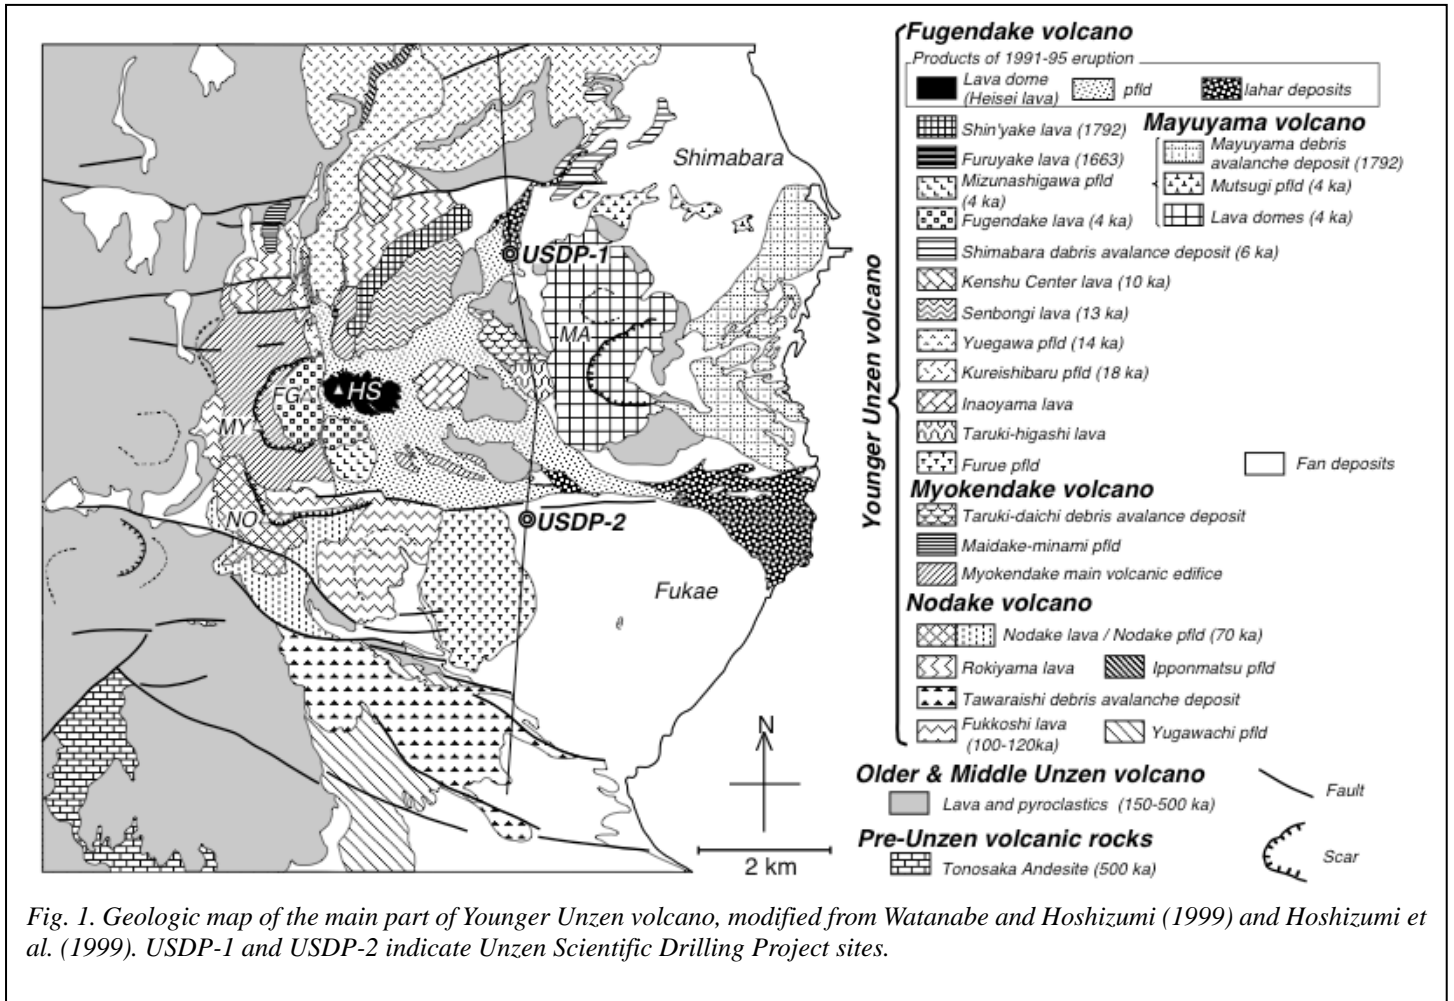 Shimabara
USDP-1
MA
HS
FG
MY
NO
USDP-2
Fukae
N
2 km
Younger Unzen volcano
Fugendake volcano
Products of 1991-95 eruption
Lava dome
(Heisei lava)
pfld
lahar deposits
Shin'yake lava (1792)
Furuyake lava (1663)
Mizunashigawa pfld
(4 ka)
Fugendake lava (4 ka)
Mayuyama volcano
Mayuyama debris
avalanche deposit (1792)
Mutsugi pfld (4 ka)
Lava domes (4 ka)
Shimabara dabris avalance deposit (6 ka)
Kenshu Center lava (10 ka)
Senbongi lava (13 ka)
Yuegawa pfld (14 ka)
Kureishibaru pfld (18 ka)
Inaoyama lava
Taruki-higashi lava
Furue pfld
Fan deposits
Myokendake volcano
Taruki-daichi debris avalance deposit
Maidake-minami pfld
Myokendake main volcanic edifice
Nodake volcano
Nodake lava / Nodake pfld (70 ka)
Rokiyama lava
Ipponmatsu pfld
Tawaraishi debris avalanche deposit
Fukkoshi lava
(100-120ka)
Yugawachi pfld
Older & Middle Unzen volcano
Lava and pyroclastics (150-500 ka)
Fault
Pre-Unzen volcanic rocks
Tonosaka Andesite (500 ka)
Scar
Fig. 1. Geologic map of the main part of Younger Unzen volcano, modified from Watanabe and Hoshizumi (1999) and Hoshizumi et
al. (1999). USDP-1 and USDP-2 indicate Unzen Scientific Drilling Project sites.